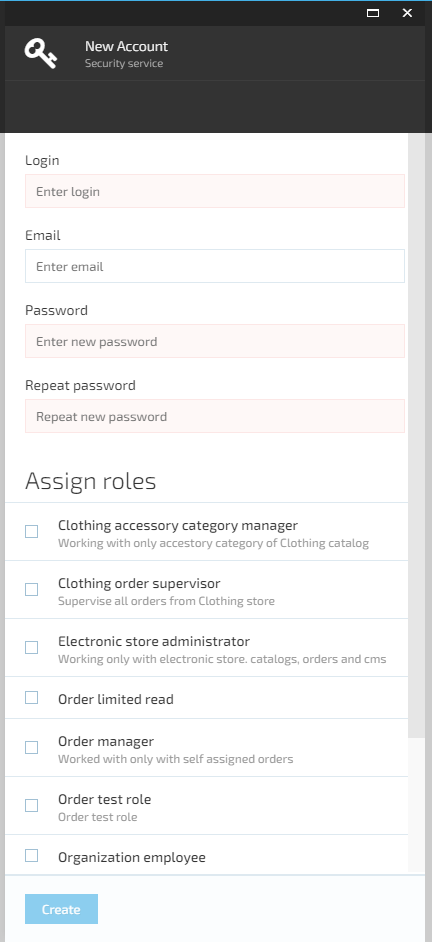 New Account
Security service
Login
Enter login
Email
Enter email
Password
Enter new password
Repeat password
Repeat new password
Assign roles
Clothing accessory category manager
Working with only accestory category of Clothing catalog
Clothing order supervisor
Supervise all orders from Clothing store
Electronic store administrator
Working only with electronic store. catalogs, orders and cms
Order limited read
Order manager
Worked with only with self assigned orders
Order test role
Order test role
Organization employee
Create